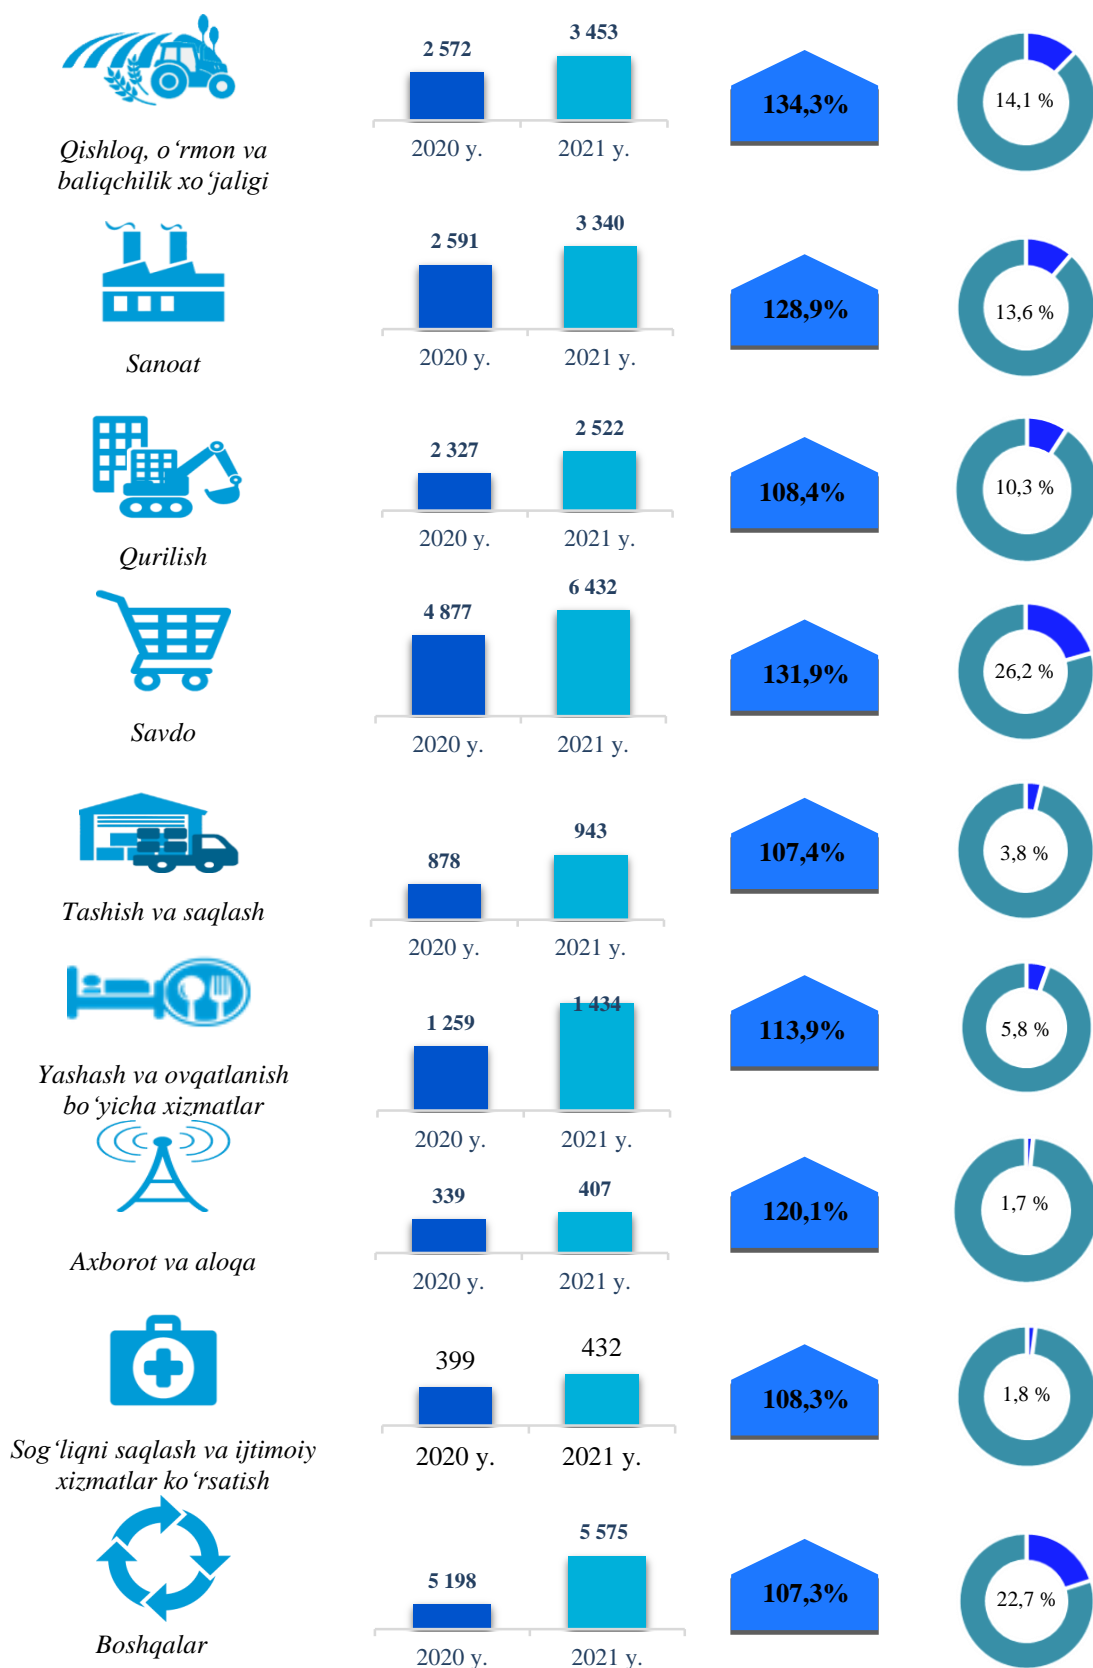 2 572
3 453
134,3%
14,1 %
2020 y.
2021 y.
Qishloq, o‘rmon va
baliqchilik xo‘jaligi
2 591
3 340
128,9%
13,6 %
2020 y.
2021 y.
Sanoat
2 327
2 522
108,4%
10,3 %
2020 y.
2021 y.
Qurilish
4 877
6 432
131,9%
26,2 %
2020 y.
2021 y.
Savdo
878
943
107,4%
3,8 %
2020 y.
2021 y.
Tashish va saqlash
1 259
1 434
113,9%
5,8 %
2020 y.
2021 y.
Yashash va ovqatlanish
bo‘yicha xizmatlar
339
407
120,1%
1,7 %
2020 y.
2021 y.
Axborot va aloqa
399
432
108,3%
1,8 %
2020 y.
2021 y.
Sog‘liqni saqlash va ijtimoiy
xizmatlar ko‘rsatish
5 198
5 575
107,3%
22,7 %
2020 y.
2021 y.
Boshqalar